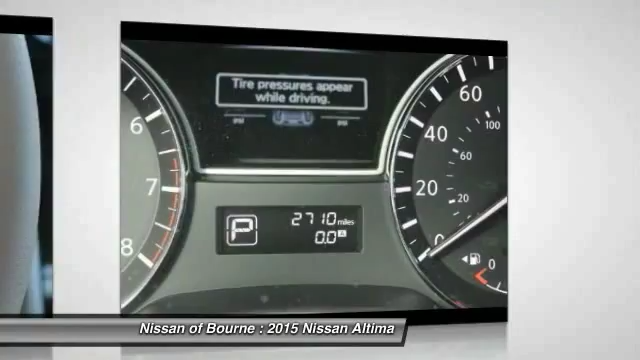 Tire pressures appear
while driving.
6
7
8
P
2710 miles
0.0 A
60
40
20
0
100
60
20
0
Nissan of Bourne : 2015 Nissan Altima